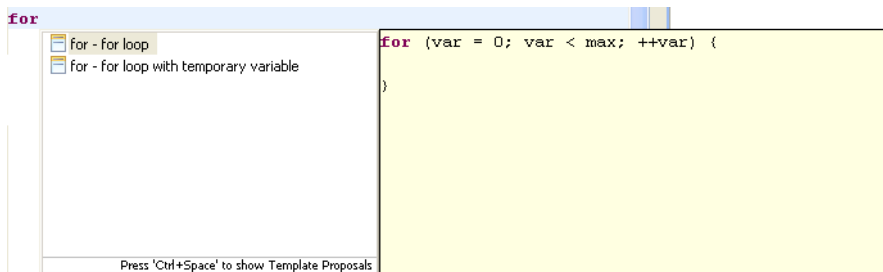 for
for - for loop
for - for loop with temporary variable
Press 'Ctrl+Space' to show Template Proposals
for (var = 0; var < max; ++var) {
}